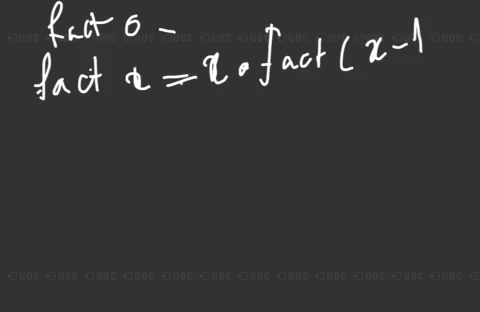 fact 0 -
fact x = x . fact ( x - 1